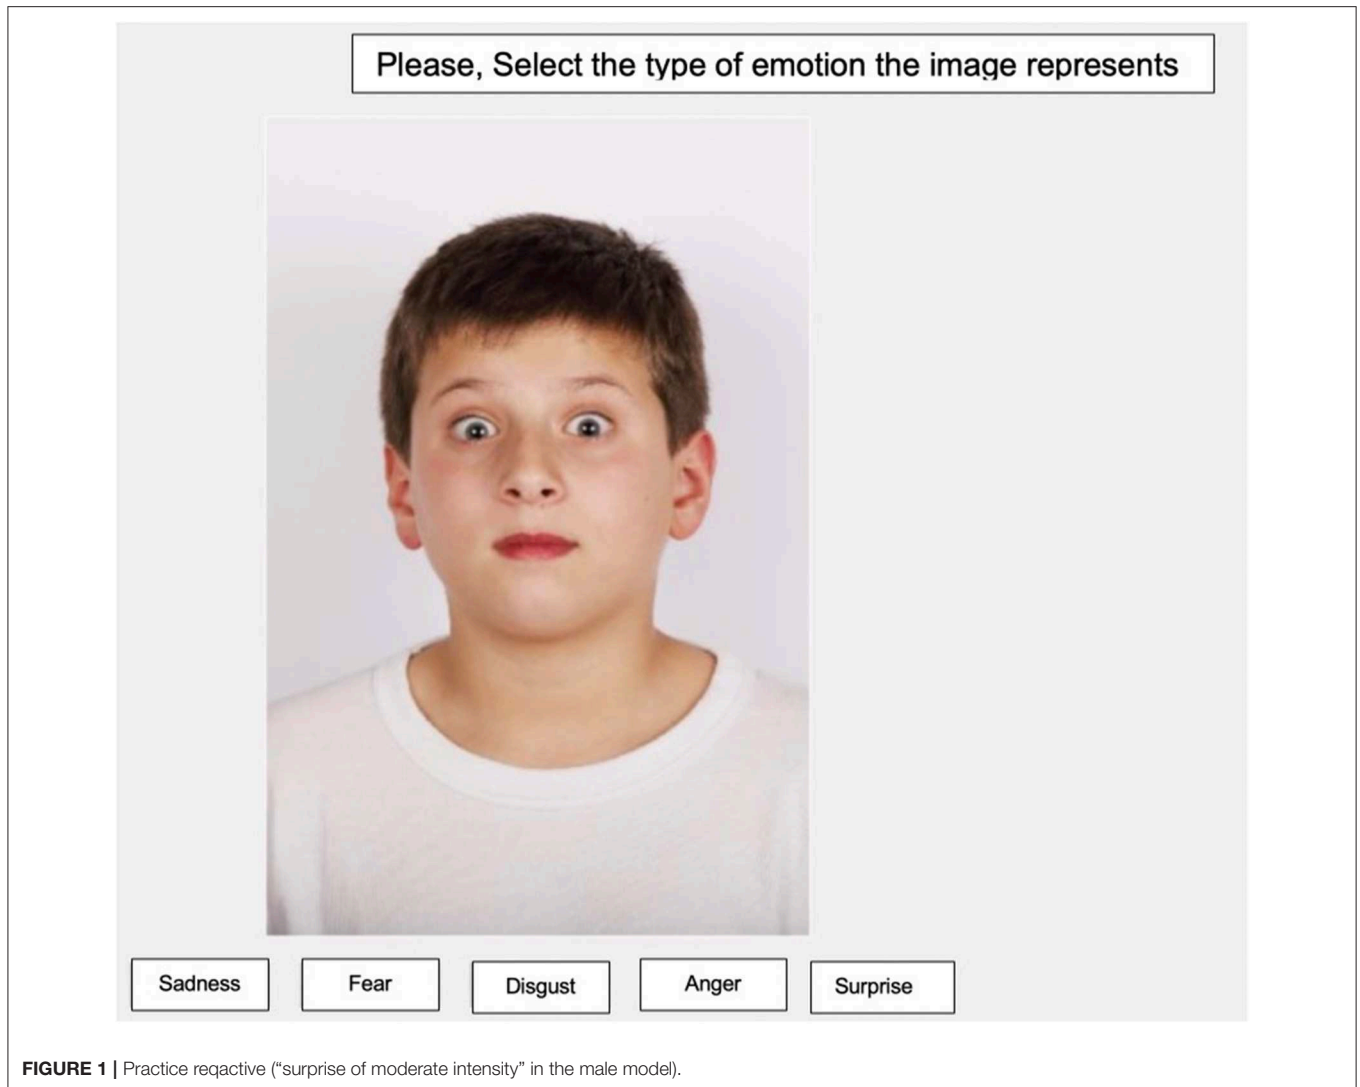 Please, Select the type of emotion the image represents
Sadness Fear Disgust Anger Surprise
FIGURE 1 | Practice reqactive (“surprise of moderate intensity” in the male model).